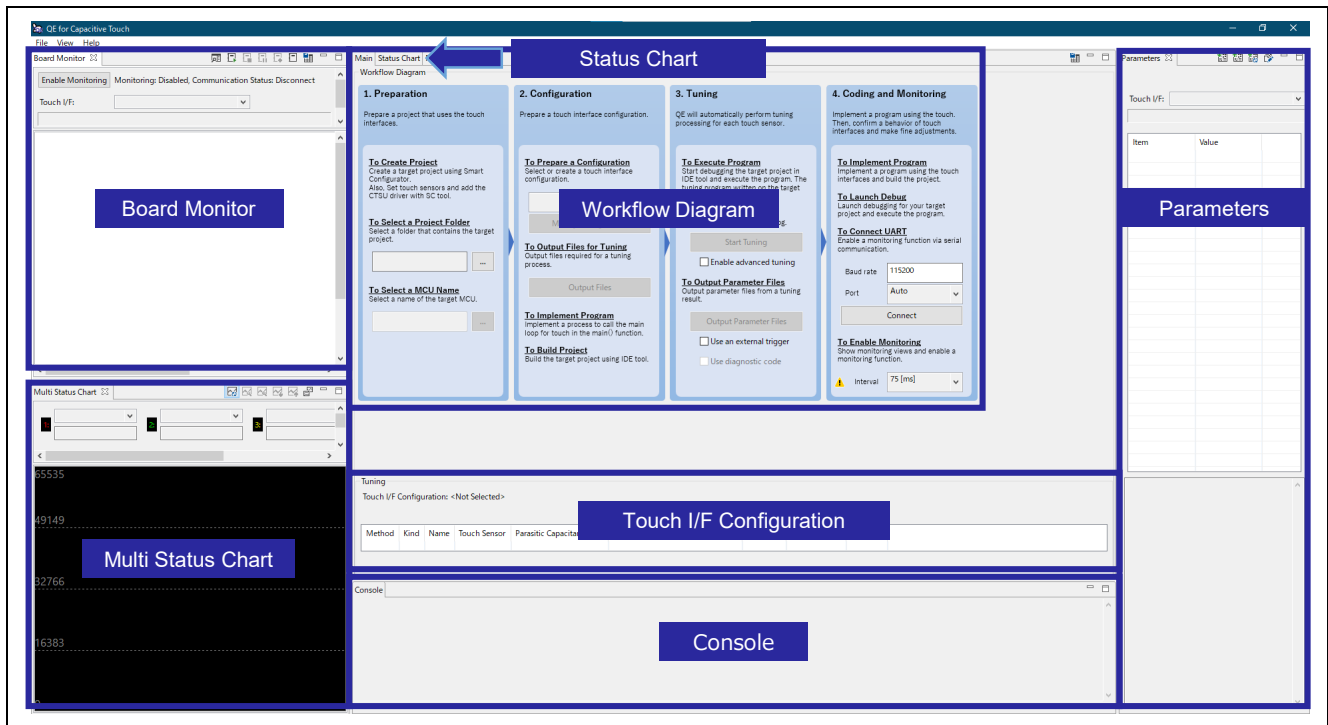 QE for Capacitive Touch
File View Help
Board Monitor
Enable Monitoring Monitoring: Disabled, Communication Status: Disconnect
Touch I/F:
Board Monitor
Multi Status Chart
1:
2:
3:
65535
49149
32766
16383
Multi Status Chart
Main Status Chart
Status Chart
Workflow Diagram
1. Preparation
Prepare a project that uses the touch
interfaces.
To Create Project
Create a target project using Smart
Configurator.
Also, Set touch sensors and add the
CTSU driver with SC tool.
To Select a Project Folder
Select a folder that contains the target
project.
...
To Select a MCU Name
Select a name of the target MCU.
...
2. Configuration
Prepare a touch interface configuration.
To Prepare a Configuration
Select or create a touch interface
configuration.
To Output Files for Tuning
Output files required for a tuning
process.
Output Files
To Implement Program
Implement a process to call the main
loop for touch in the main() function.
To Build Project
Build the target project using IDE tool.
Workflow Diagram
3. Tuning
QE will automatically perform tuning
processing for each touch sensor.
To Execute Program
Start debugging the target project in
IDE tool and execute the program. The
tuning program written on the target
Start Tuning
Enable advanced tuning
To Output Parameter Files
Output parameter files from a tuning
result.
Output Parameter Files
Use an external trigger
Use diagnostic code
4. Coding and Monitoring
Implement a program using the touch.
Then, confirm a behavior of touch
interfaces and make fine adjustments.
To Implement Program
Implement a program using the touch
interfaces and build the project.
To Launch Debug
Launch debugging for your target
project and execute the program.
To Connect UART
Enable a monitoring function via serial
communication.
Baud rate 115200
Port Auto
Connect
To Enable Monitoring
Show monitoring views and enable a
monitoring function.
Interval 75 [ms]
Tuning
Touch I/F Configuration: <Not Selected>
Touch I/F Configuration
Method Kind Name Touch Sensor
Parasitic
Console
Console
Parameters
Touch I/F:
Item Value
Parameters